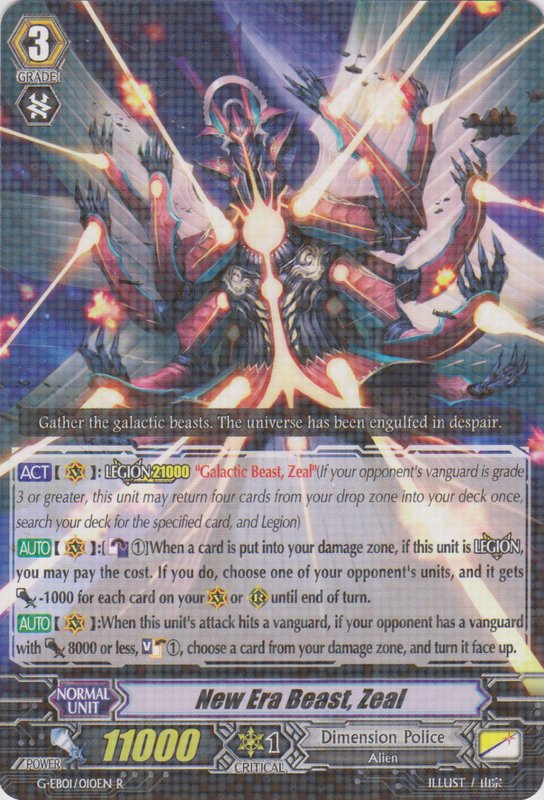 3
GRADE
Gather the galactic beasts. The universe has been engulfed in despair.
ACT【V】: LEGION 21000 "Galactic Beast, Zeal"(If your opponent's vanguard is grade
3 or greater, this unit may return four cards from your drop zone into your deck once,
search your deck for the specified card, and Legion)
AUTO【V】:[①]When a card is put into your damage zone, if this unit is LEGION,
you may pay the cost. If you do, choose one of your opponent's units, and it gets
-1000 for each card on your V or R until end of turn.
AUTO【V】:When this unit's attack hits a vanguard, if your opponent has a vanguard
with 8000 or less, V①, choose a card from your damage zone, and turn it face up.
NORMAL
UNIT
New Era Beast, Zeal
POWER
11000
1
CRITICAL
Dimension Police
Alien
G-EB01/010EN R
ILLUST /